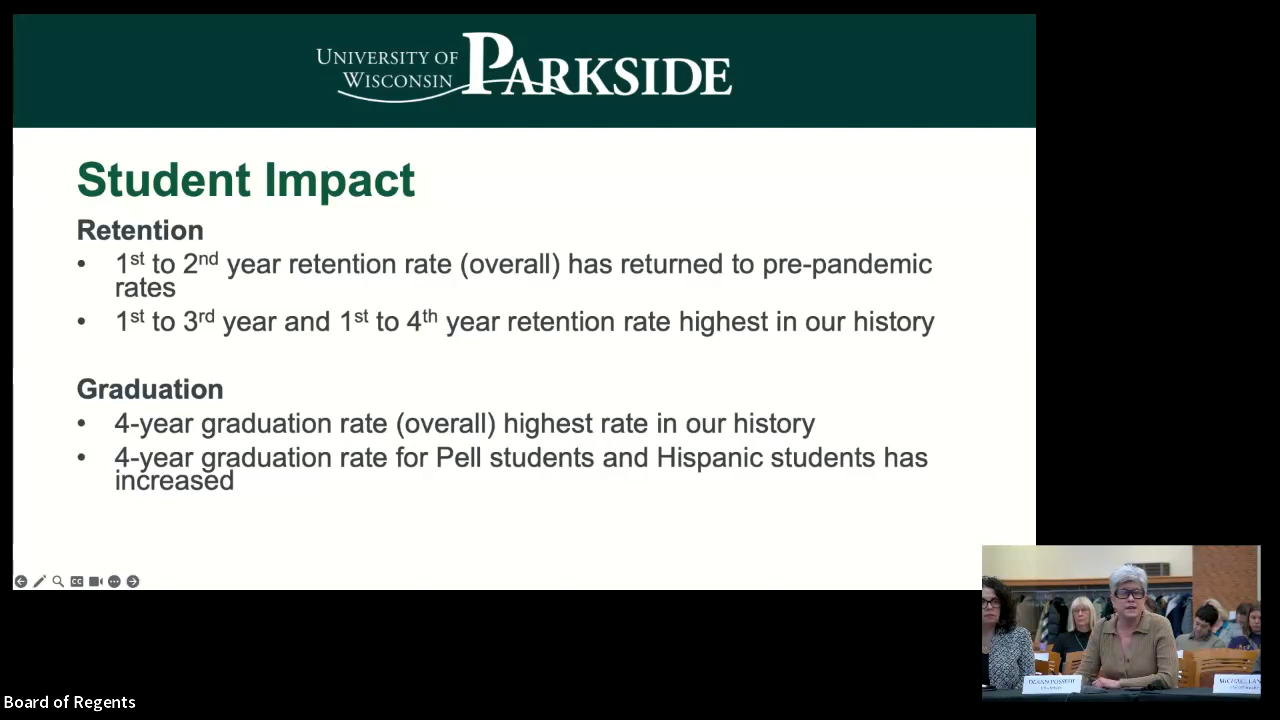 UNIVERSITY OF
WISCONSIN PARKSIDE
Student Impact
Retention
• 1st to 2nd year retention rate (overall) has returned to pre-pandemic
rates
• 1st to 3rd year and 1st to 4th year retention rate highest in our history
Graduation
• 4-year graduation rate (overall) highest rate in our history
• 4-year graduation rate for Pell students and Hispanic students has
increased
CC
Board of Regents